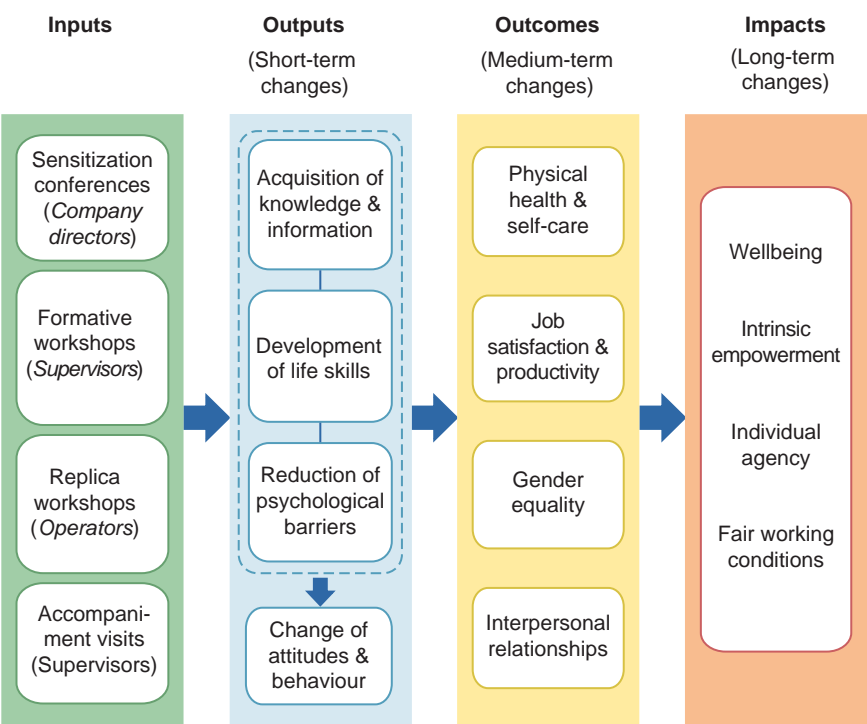 Inputs
Outputs
(Short-term
changes)
Outcomes
(Medium-term
changes)
Impacts
(Long-term
changes)
Sensitization
conferences
(Company
directors)
Formative
workshops
(Supervisors)
Replica
workshops
(Operators)
Accompani-
ment visits
(Supervisors)
Acquisition of
knowledge &
information
Development
of life skills
Reduction of
psychological
barriers
Change of
attitudes &
behaviour
Physical
health &
self-care
Job
satisfaction &
productivity
Gender
equality
Interpersonal
relationships
Wellbeing
Intrinsic
empowerment
Individual
agency
Fair working
conditions